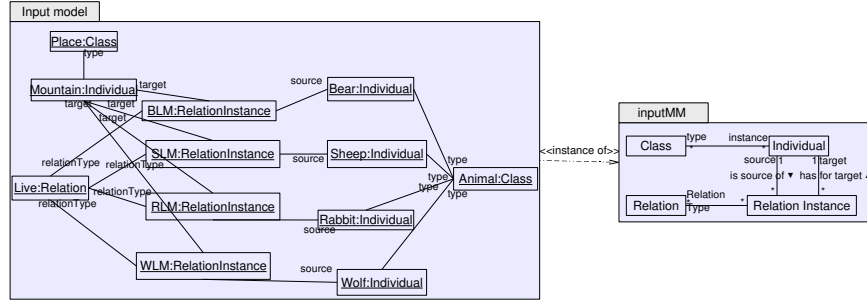 Input model
Place:Class
type
Mountain:Individual
target
target
target
target
source
Bear:Individual
BLM:RelationInstance
SLM:RelationInstance
source
Sheep:Individual
type
relationType
relationType
Live:Relation
relationType
relationType
type
type
Animal:Class
type
RLM:RelationInstance
Rabbit:Individual
source
WLM:RelationInstance
source
Wolf:Individual
<<instance of>>
inputMM
Class
type
*
instance
*
Individual
source
1
1
target
is source of ▼
has for target
*
*
Relation
Relation
Type
*
*
Relation Instance